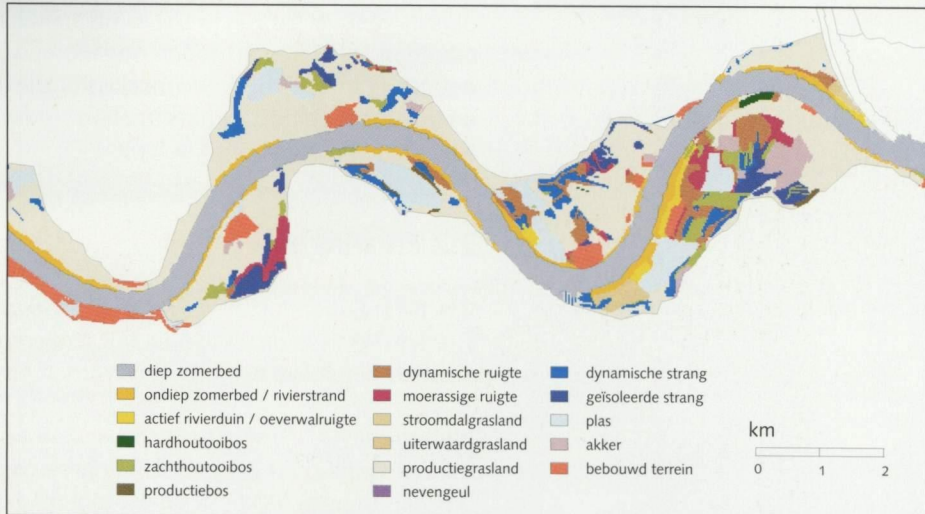 diep zomerbed
ondiep zomerbed / rivierstrand
actief rivierduin / oeverwalruigte
hardhoutooibos
zachthoutooibos
productiebos
dynamische ruigte
moerassige ruigte
stroomdalgrasland
uiterwaardgrasland
productiegrasland
nevengeul
dynamische strang
geïsoleerde strang
plas
akker
bebouwd terrein
km
0 1 2